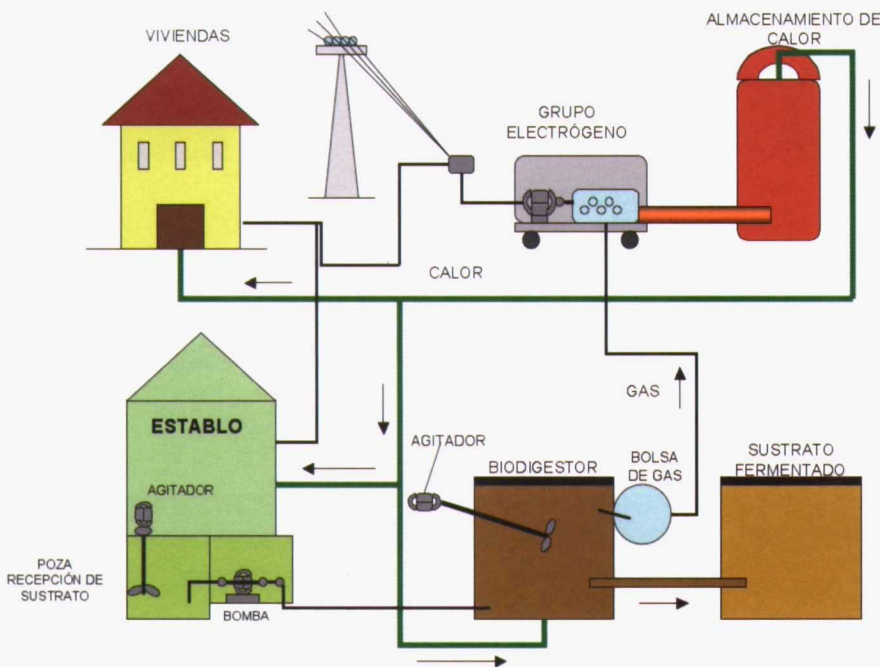 VIVIENDAS
ALMACENAMIENTO DE
CALOR
GRUPO
ELECTRÓGENO
CALOR
GAS
ESTABLO
AGITADOR
POZA
RECEPCIÓN DE
SUSTRATO
BOMBA
AGITADOR
BIODIGESTOR
BOLSA
DE GAS
SUSTRATO
FERMENTADO